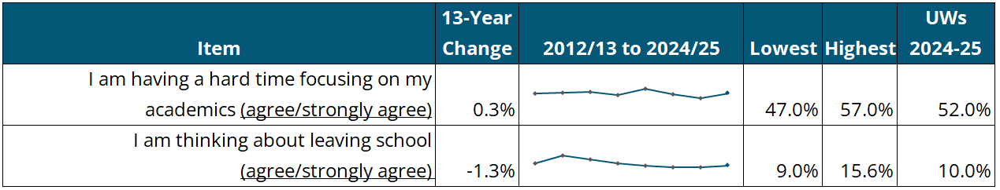 Item 13-Year Change 2012/13 to 2024/25 Lowest Highest UWs 2024-25
I am having a hard time focusing on my
academics (agree/strongly agree) 0.3% 47.0% 57.0% 52.0%
I am thinking about leaving school
(agree/strongly agree) -1.3% 9.0% 15.6% 10.0%